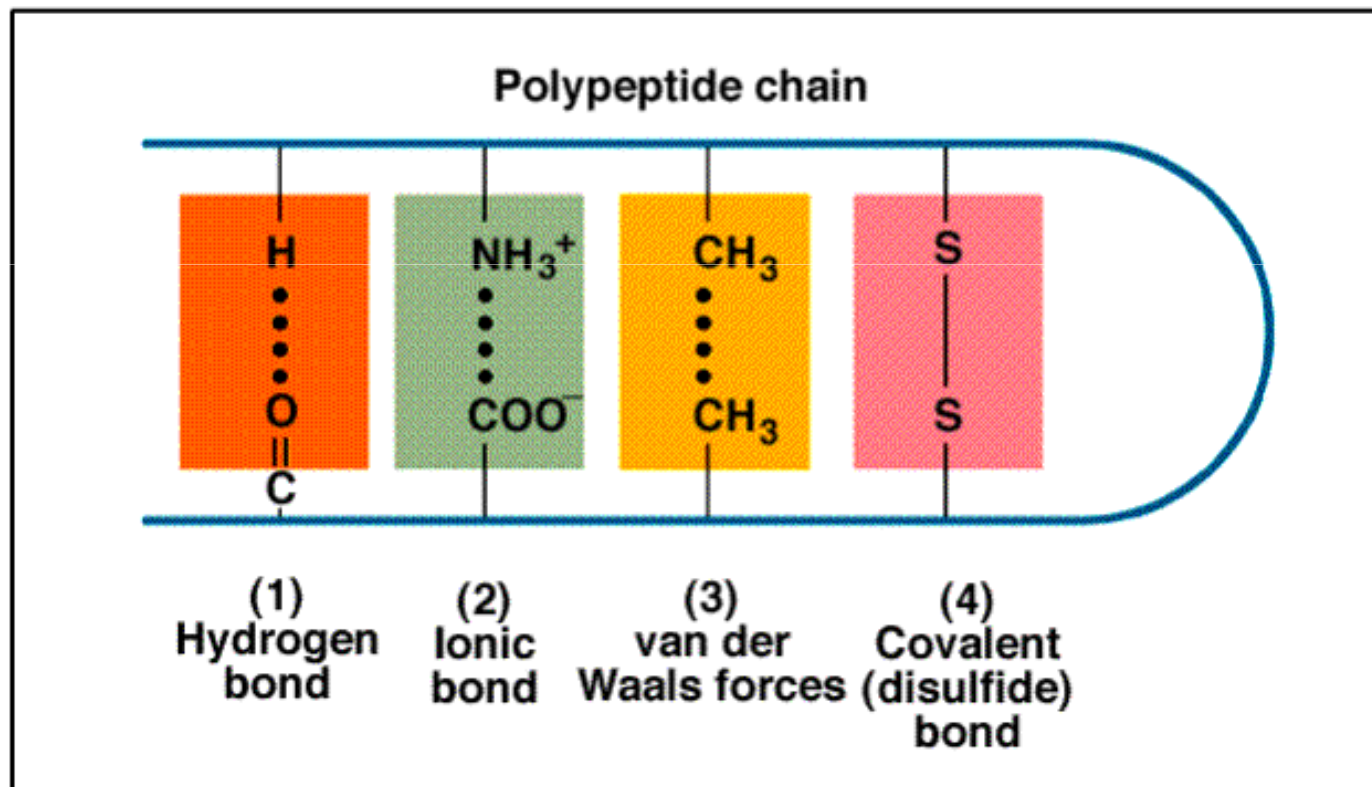 Polypeptide chain
H
O
C
NH3+
COO–
CH3
CH3
S
S
(1)
Hydrogen
bond
(2)
Ionic
bond
(3)
van der
Waals forces
(4)
Covalent
(disulfide)
bond